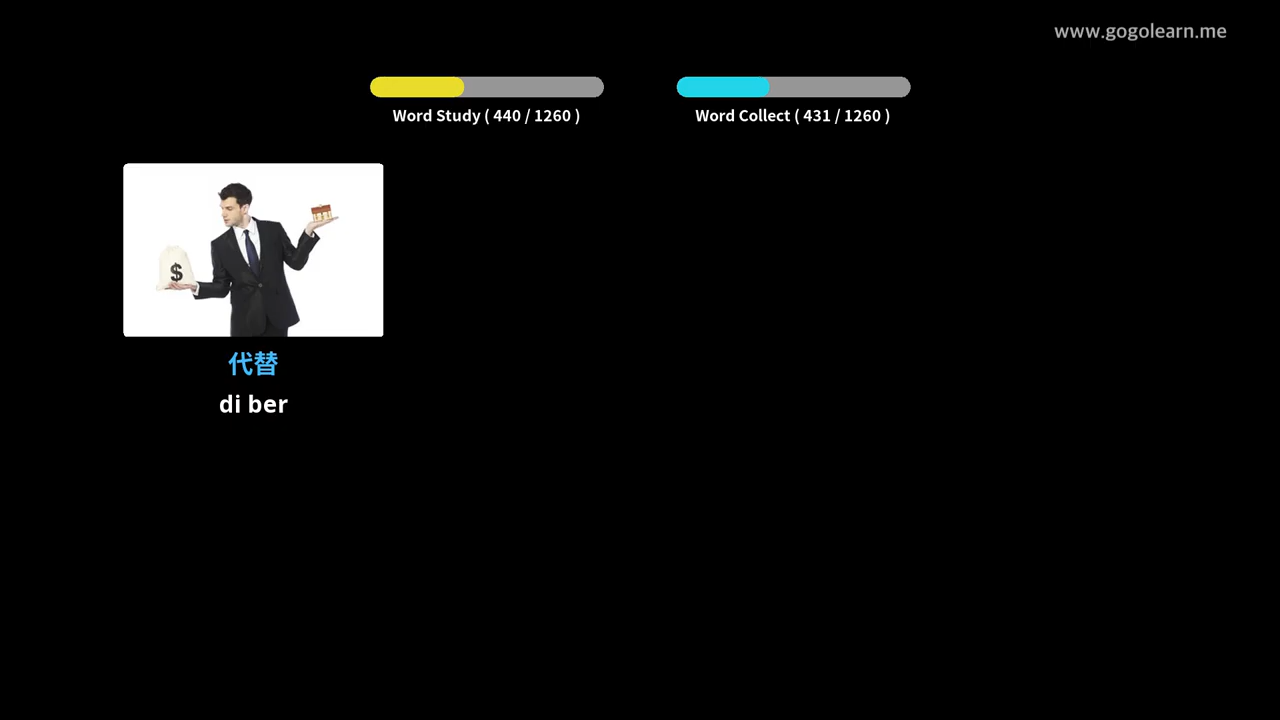 www.gogolearn.me
Word Study ( 440 / 1260 )
Word Collect ( 431 / 1260 )
$
代替
di ber